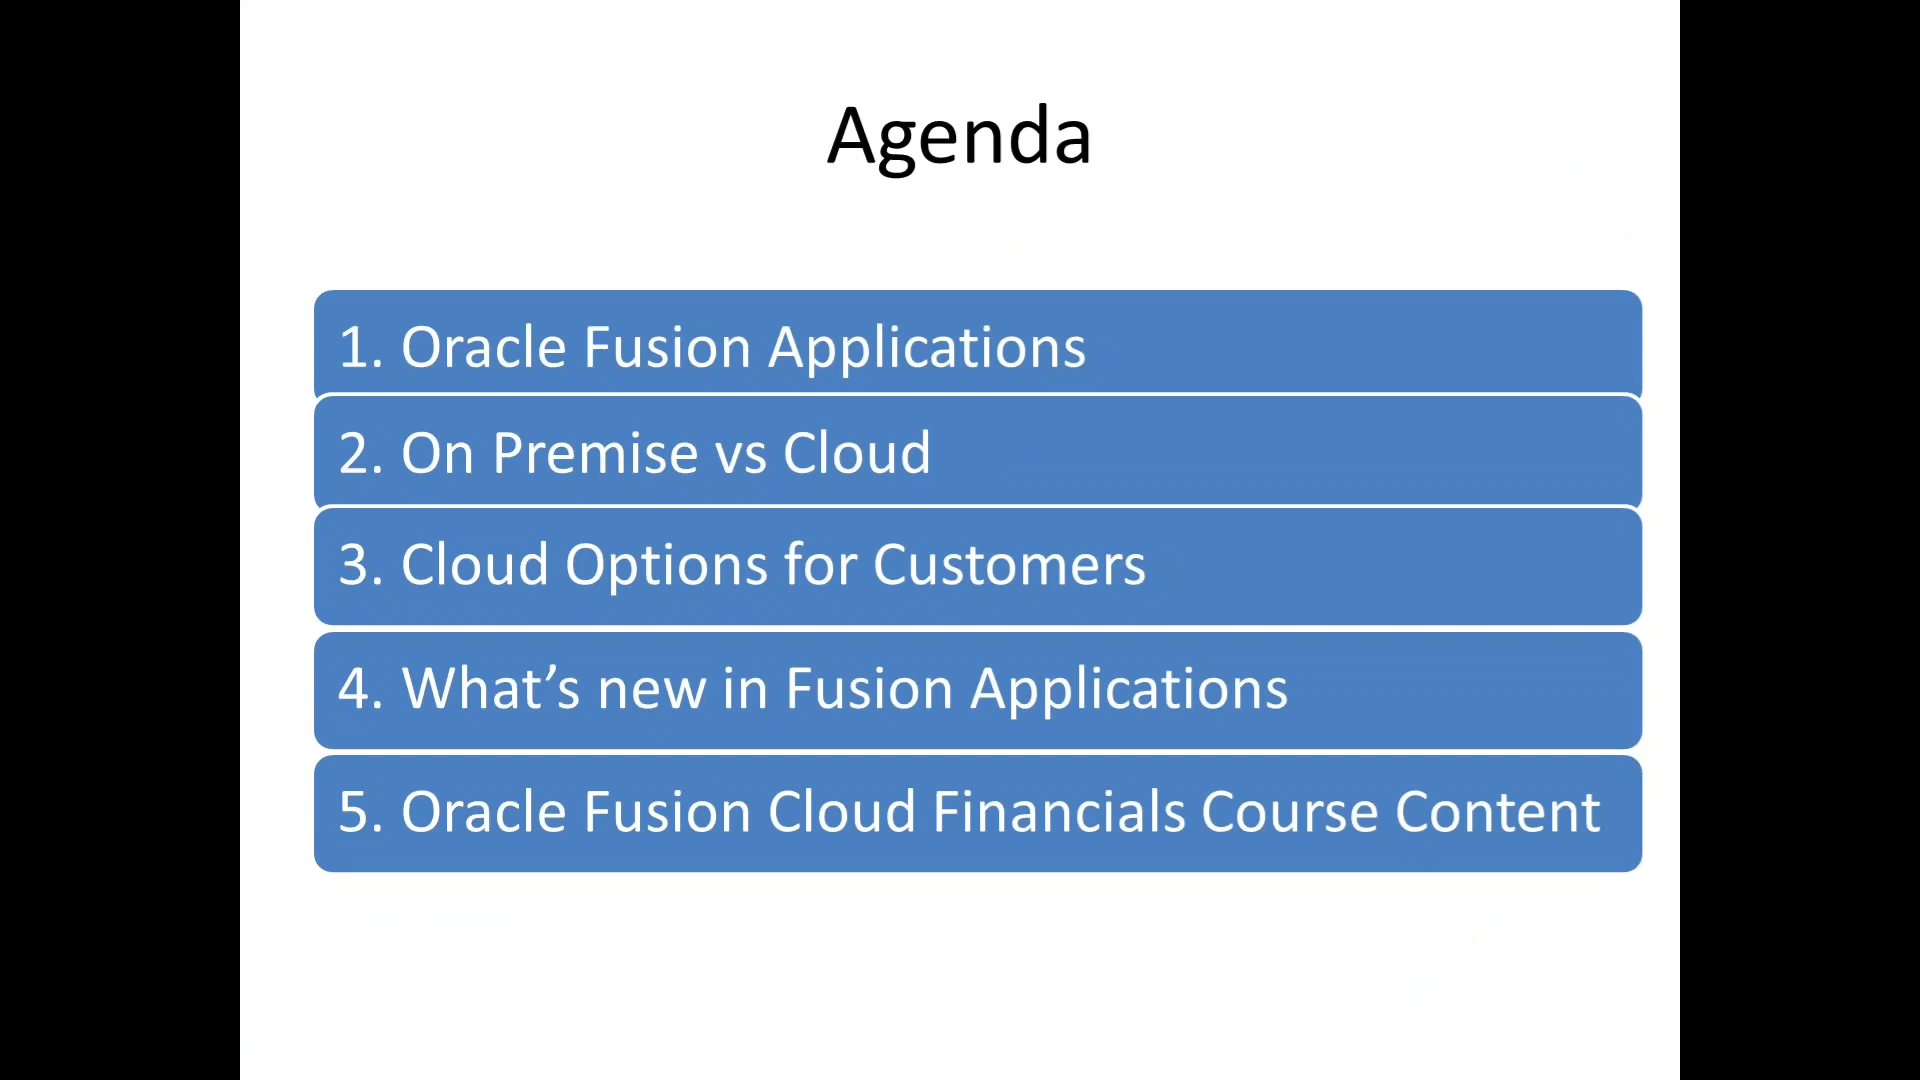 Agenda
1. Oracle Fusion Applications
2. On Premise vs Cloud
3. Cloud Options for Customers
4. What’s new in Fusion Applications
5. Oracle Fusion Cloud Financials Course Content